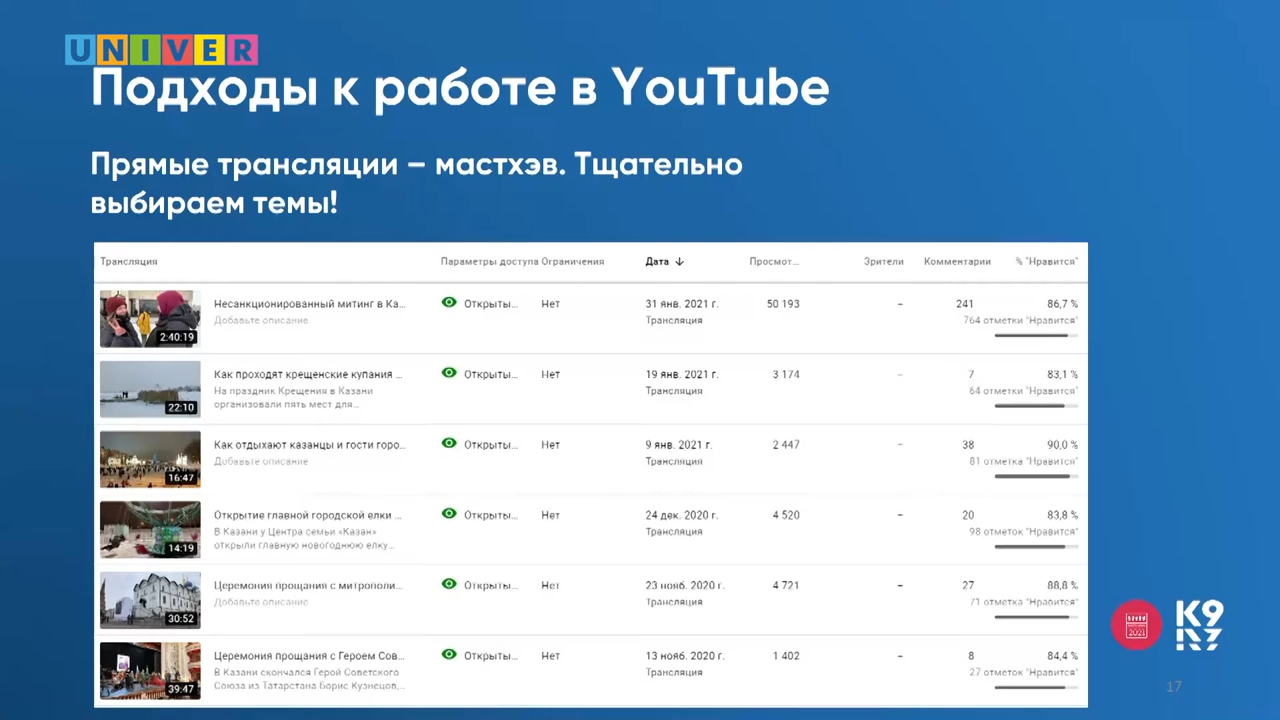 UNIVER
Подходы к работе в YouTube
Прямые трансляции – мастхэв. Тщательно
выбираем темы!
Трансляция Параметры доступа Ограничения Дата ↓ Просмот... Зрители Комментарии % "Нравится"
Несанкционированный митинг в Ка... Открыты... Нет 31 янв. 2021 г. 50 193 – 241 86,7 %
Добавьте описание Трансляция 764 отметки "Нравится"
2:40:19
Как проходят крещенские купания ... Открыты... Нет 19 янв. 2021 г. 3 174 – 7 83,1 %
На праздник Крещения в Казани Трансляция 64 отметки "Нравится"
организовали пять мест для...
22:10
Как отдыхают казанцы и гости горо... Открыты... Нет 9 янв. 2021 г. 2 447 – 38 90,0 %
Добавьте описание Трансляция 81 отметка "Нравится"
16:47
Открытие главной городской елки ... Открыты... Нет 24 дек. 2020 г. 4 520 – 20 83,8 %
В Казани у Центра семьи «Казан» Трансляция 98 отметок "Нравится"
открыли главную новогоднюю елку...
14:19
Церемония прощания с митрополи... Открыты... Нет 23 нояб. 2020 г. 4 721 – 27 88,8 %
Добавьте описание Трансляция 71 отметка "Нравится"
30:52
Церемония прощания с Героем Сов... Открыты... Нет 13 нояб. 2020 г. 1 402 – 8 84,4 %
В Казани скончался Герой Советского Трансляция 27 отметок "Нравится"
Союза из Татарстана Борис Кузнецов,...
39:47
2021
17